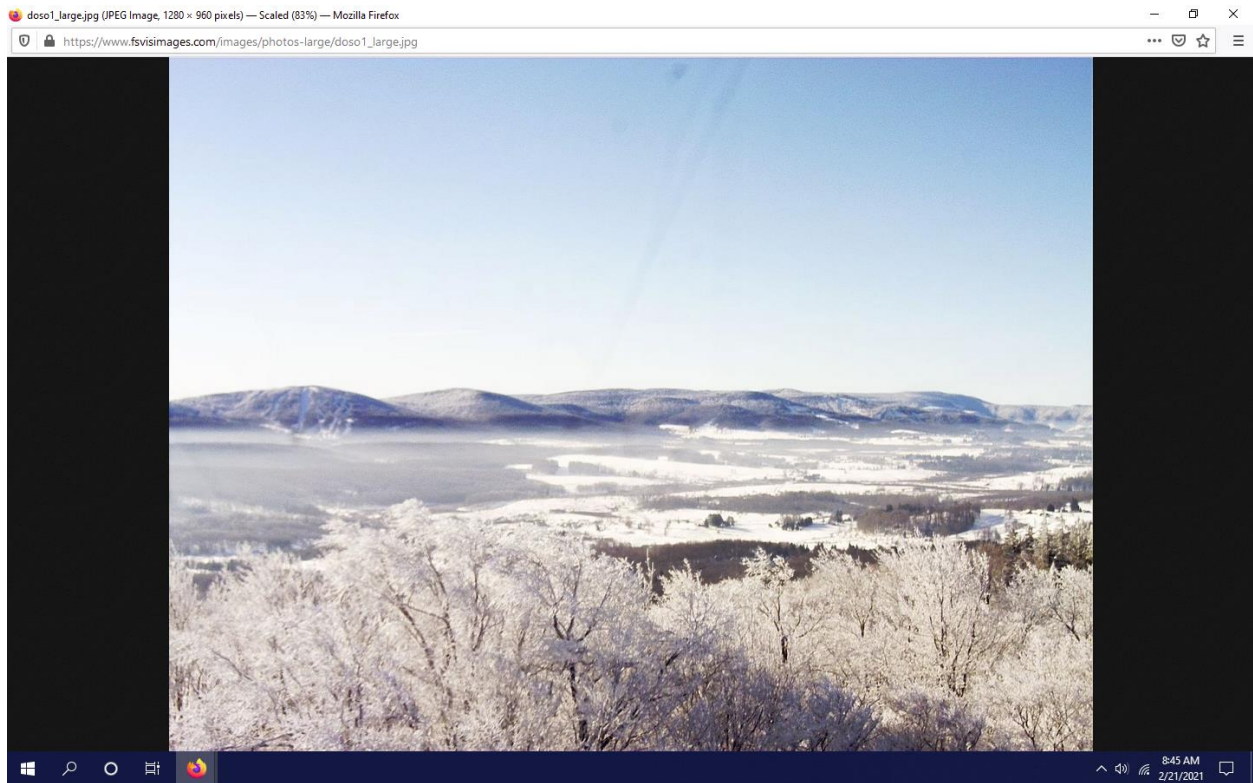 doso1_large.jpg (JPEG Image, 1280 × 960 pixels) — Scaled (83%) — Mozilla Firefox
https://www.fsvisimages.com/images/photos-large/doso1_large.jpg
8:45 AM
2/21/2021